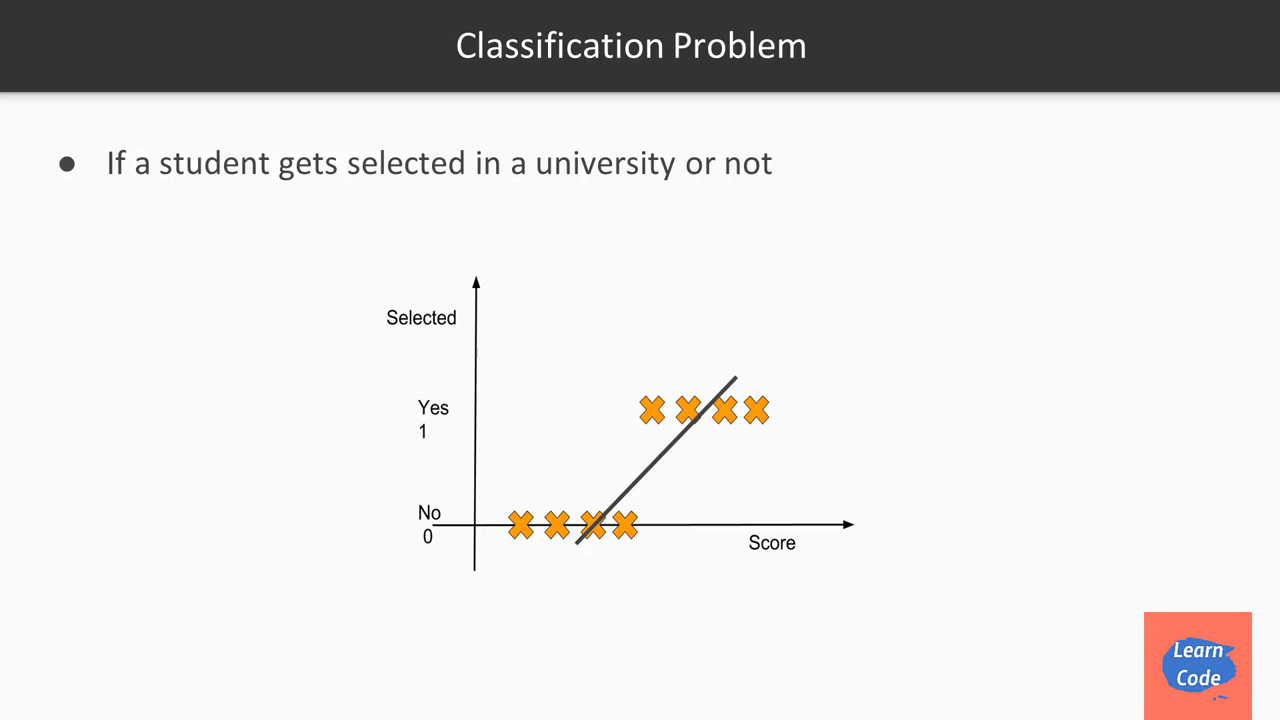 Classification Problem
● If a student gets selected in a university or not
Selected
Yes
1
No
0
Score
Learn
Code